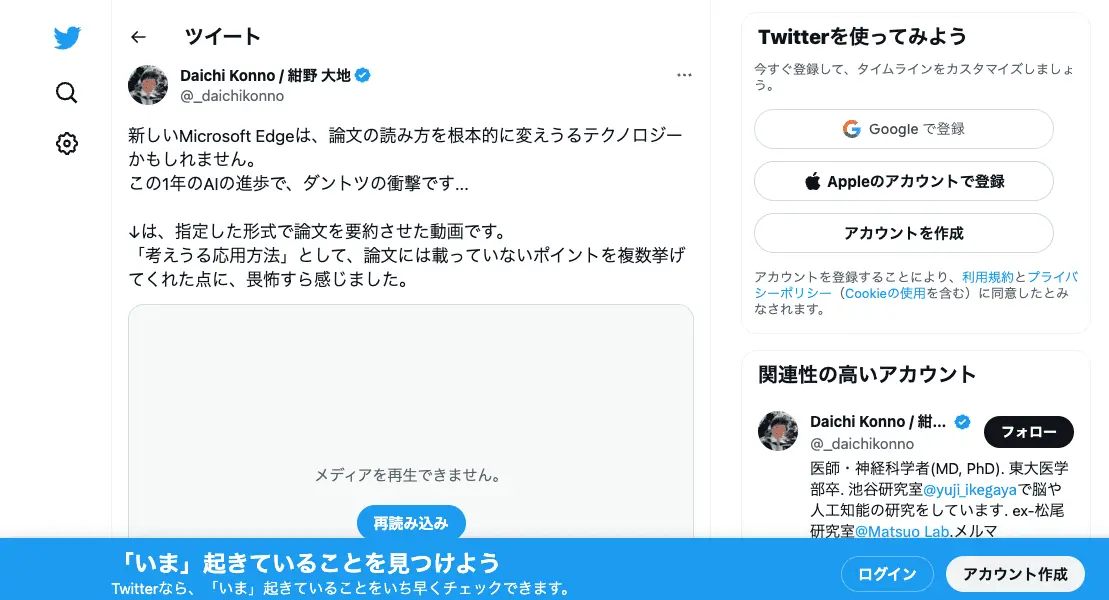 ツイート
Daichi Konno / 紺野 大地
@_daichikonno
新しいMicrosoft Edgeは、論文の読み方を根本的に変えうるテクノロジー
かもしれません。
この1年のAIの進歩で、ダントツの衝撃です...
↓は、指定した形式で論文を要約させた動画です。
「考えうる応用方法」として、論文には載っていないポイントを複数挙げ
てくれた点に、畏怖すら感じました。
メディアを再生できません。
再読み込み
Twitterを使ってみよう
今すぐ登録して、タイムラインをカスタマイズしましょ
う。
Google で登録
Appleのアカウントで登録
アカウントを作成
アカウントを登録することにより、利用規約とプライバ
シーポリシー（Cookieの使用を含む）に同意したとみ
なされます。
関連性の高いアカウント
Daichi Konno / 紺...
@_daichikonno
フォロー
医師・神経科学者(MD, PhD). 東大医学
部卒. 池谷研究室@yuji_ikegayaで脳や
人工知能の研究をしています. ex-松尾
研究室@Matsuo_Lab.メルマ
「いま」起きていることを見つけよう
Twitterなら、「いま」起きていることをいち早くチェックできます。
ログイン
アカウント作成